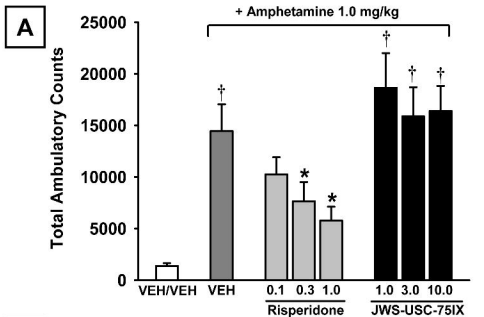 A
+ Amphetamine 1.0 mg/kg
Total Ambulatory Counts
25000
20000
15000
10000
5000
0
†
*
*
†
†
†
VEH/VEH VEH 0.1 0.3 1.0 1.0 3.0 10.0
Risperidone JWS-USC-75IX